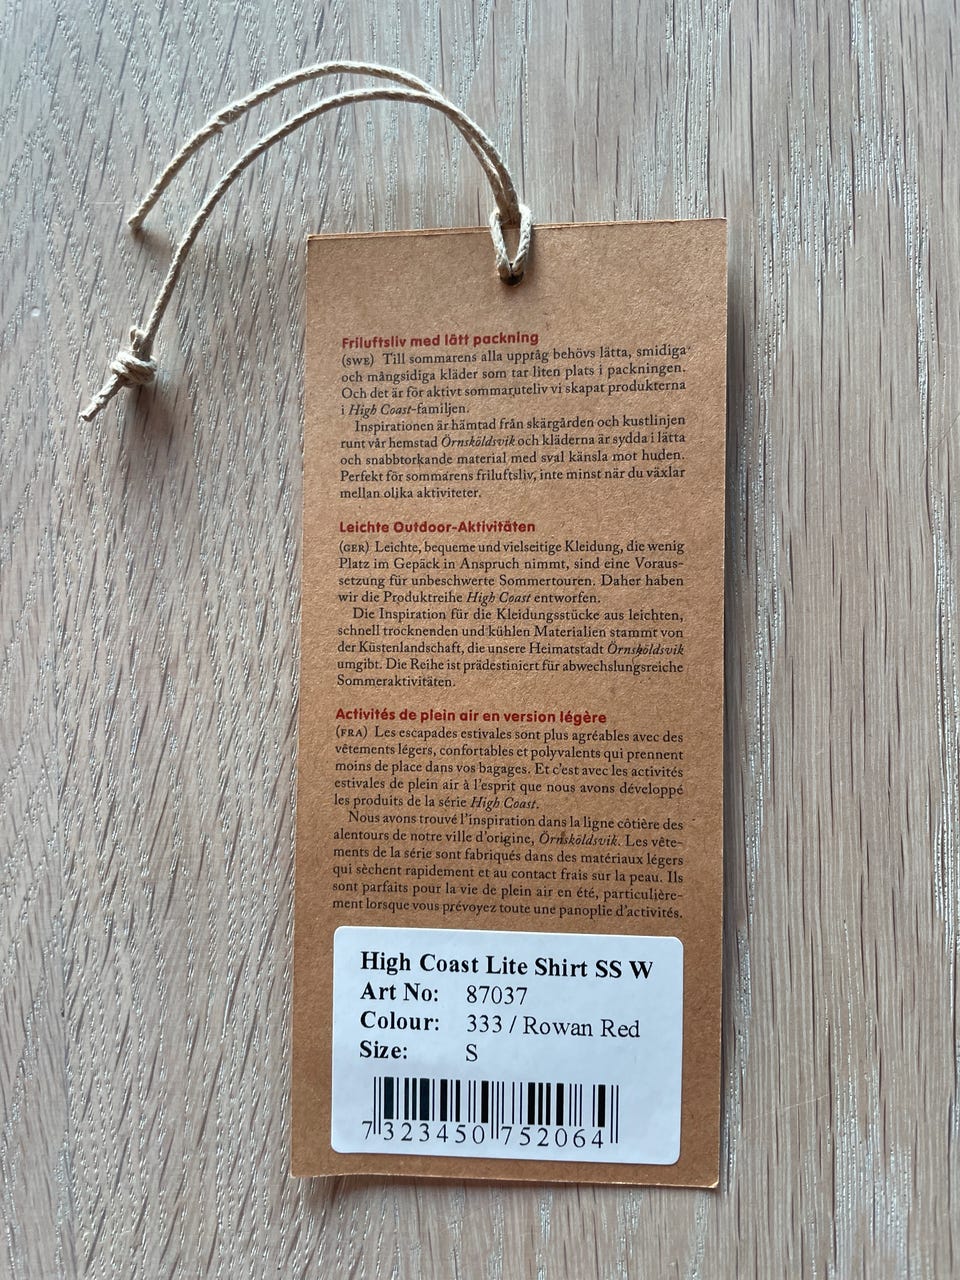 Friluftsliv med lätt packning
(SWE) Till sommarens alla upptåg behövs lätta, smidiga
och mångsidiga kläder som tar liten plats i packningen.
Och det är för aktivt sommaruteliv vi skapat produkterna
i High Coast-familjen.
Inspirationen är hämtad från skärgården och kustlinjen
runt vår hemstad Örnsköldsvik och kläderna är sydda i lätta
och snabbtorkande material med sval känsla mot huden.
Perfekt för sommarens friluftsliv, inte minst när du växlar
mellan olika aktiviteter.
Leichte Outdoor-Aktivitäten
(GER) Leichte, bequeme und vielseitige Kleidung, die wenig
Platz im Gepäck in Anspruch nimmt, sind eine Voraus-
setzung für unbeschwerte Sommertouren. Daher haben
wir die Produktreihe High Coast entworfen.
Die Inspiration für die Kleidungsstücke aus leichten,
schnell trocknenden und kühlen Materialien stammt von
der Küstenlandschaft, die unsere Heimatstadt Örnsköldsvik
umgibt. Die Reihe ist prädestiniert für abwechslungsreiche
Sommeraktivitäten.
Activités de plein air en version légère
(FRA) Les escapades estivales sont plus agréables avec des
vêtements légers, confortables et polyvalents qui prennent
moins de place dans vos bagages. Et c'est avec les activités
estivales de plein air à l'esprit que nous avons développé
les produits de la série High Coast.
Nous avons trouvé l'inspiration dans la ligne côtière des
alentours de notre ville d'origine, Örnsköldsvik. Les vête-
ments de la série sont fabriqués dans des matériaux légers
qui sèchent rapidement et au contact frais sur la peau. Ils
sont parfaits pour la vie de plein air en été, particulière-
ment lorsque vous prévoyez toute une panoplie d'activités.
High Coast Lite Shirt SS W
Art No: 87037
Colour: 333 / Rowan Red
Size: S
7 323450 752064